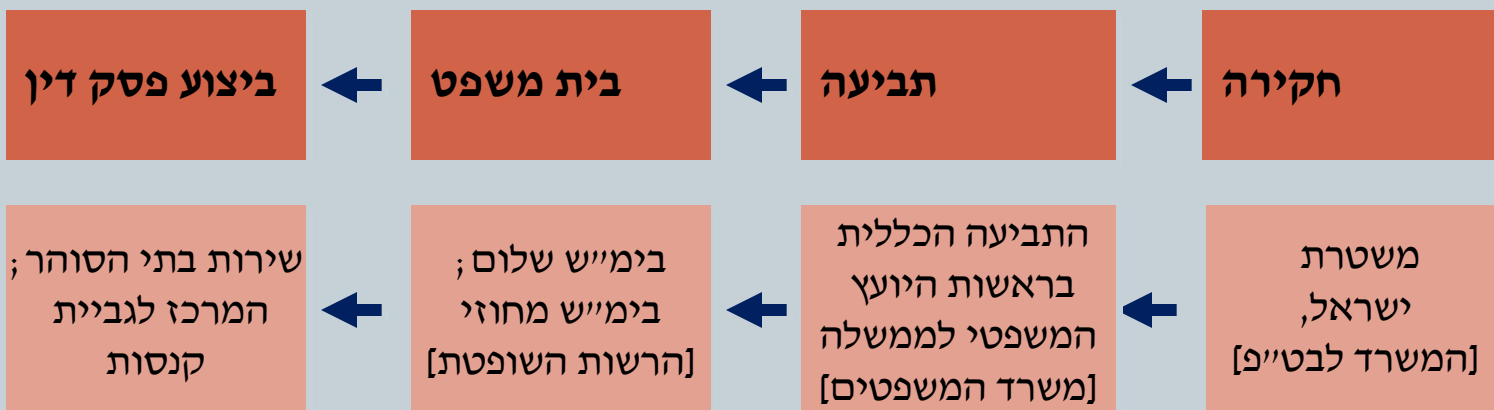 חקירה
תביעה
בית משפט
ביצוע פסק דין
משטרת
ישראל,
[המשרד לבט״פ]
התביעה הכללית
בראשות היועץ
המשפטי לממשלה
[משרד המשפטים]
בימ״ש שלום;
בימ״ש מחוזי
[הרשות השופטת]
שירות בתי הסוהר;
המרכז לגביית
קנסות